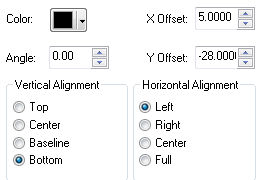 Color: X Offset: 5.0000
Angle: 0.00 Y Offset: -28.000
Vertical Alignment Horizontal Alignment
Top Left
Center Right
Baseline Center
Bottom Full